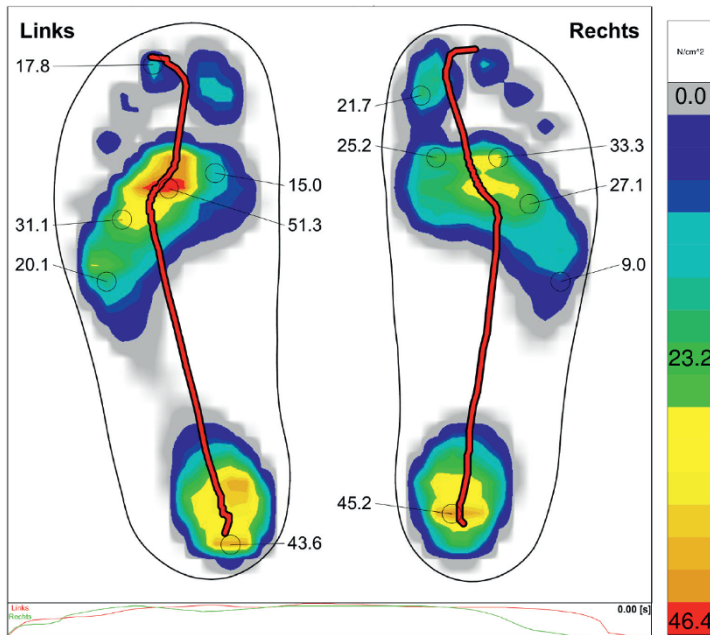 Links
Rechts
17.8
21.7
25.2
33.3
15.0
27.1
31.1
51.3
20.1
9.0
45.2
43.6
Links
Rechts
0.00 [s]
N/cm^2
0.0
23.2
46.4